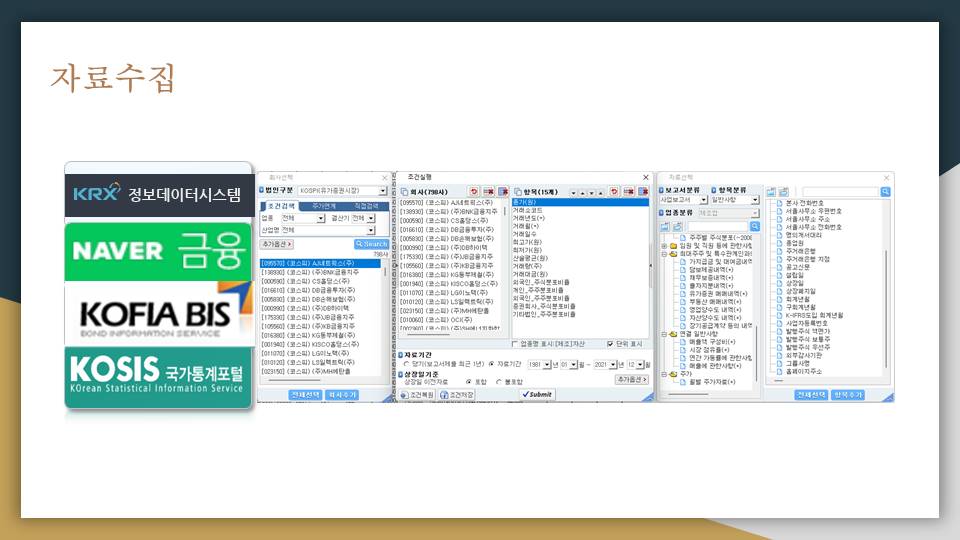 자료수집
KRX 정보데이터시스템
NAVER 금융
KOFIA BIS
BOND INFORMATION SERVICE
KOSIS 국가통계포털
KOrean Statistical Information Service
회사선택
법인구분 KOSPI(유가증권시장)
조건검색 주가연계 직접검색
업종 전체 결산기 전체
산업명 전체
추가옵션 Search
798사
[095570] (코스피) AJ네트웍스(주)
[138930] (코스피) (주)BNK금융지주
[000590] (코스피) CS홀딩스(주)
[016610] (코스피) DB금융투자(주)
[005830] (코스피) DB손해보험(주)
[000990] (코스피) (주)DB하이텍
[175330] (코스피) (주)JB금융지주
[105560] (코스피) (주)KB금융지주
[016380] (코스피) KG동부제철(주)
[001940] (코스피) KISCO홀딩스(주)
[011070] (코스피) LG이노텍(주)
[010120] (코스피) LS일렉트릭(주)
[023150] (코스피) (주)MH에탄올
전체선택 회사추가
조건실행
회사(798사)
[095570] (코스피) AJ네트웍스(주)
[138930] (코스피) (주)BNK금융지주
[000590] (코스피) CS홀딩스(주)
[016610] (코스피) DB금융투자(주)
[005830] (코스피) DB손해보험(주)
[000990] (코스피) (주)DB하이텍
[175330] (코스피) (주)JB금융지주
[105560] (코스피) (주)KB금융지주
[016380] (코스피) KG동부제철(주)
[001940] (코스피) KISCO홀딩스(주)
[011070] (코스피) LG이노텍(주)
[010120] (코스피) LS일렉트릭(주)
[023150] (코스피) (주)MH에탄올
[010060] (코스피) OCI(주)
항목(15개)
종가(원)
거래소코드
거래년도(*)
거래월(*)
거래일수
최고가(원)
최저가(원)
산술평균(원)
거래량(주)
거래대금(원)
외국인_주식분포비율
개인_주주분포비율
외국인_주주분포비율
증권회사_주식분포비율
기타법인_주주분포비율
업종명 표시:[제조]자산 단위 표시
자료기간
당기(보고서제출 최근 1년) 자료기간 1981 년 01 월 ~ 2021 년 12 월
상장일기준
상장일 이전자료 포함 불포함
추가옵션
조건복원 조건저장 Submit
자료선택
보고서분류 항목분류
사업보고서 일반사항
업종분류 제조업
주주별 주식분포(~200
임원 및 직원 등에 관한사항
최대주주 및 특수관계인과
가지급금 및 대여금내역
담보제공내역(*)
채무보증내역(*)
출자지분내역(*)
유가증권 매매내역(*)
부동산 매매내역(*)
영업양수도 내역(*)
자산양수도 내역(*)
장기공급계약 등의 내역
연결 일반사항
매출액 구성비(*)
시장 점유율(*)
연간 가동률에 관한사항
매출에 관한사항(*)
주가
월별 주가자료(*)
본사 전화번호
서울사무소 우편번호
서울사무소 주소
서울사무소 전화번호
명의개서대리
종업원
주거래은행
주거래은행 지점
공고신문
설립일
상장일
상장폐지일
회계년월
구회계년월
K-IFRS도입 회계년월
사업자등록번호
발행주식 액면가
발행주식 보통주
발행주식 우선주
외부감사기관
그룹사명
홈페이지주소
전체선택 항목추가